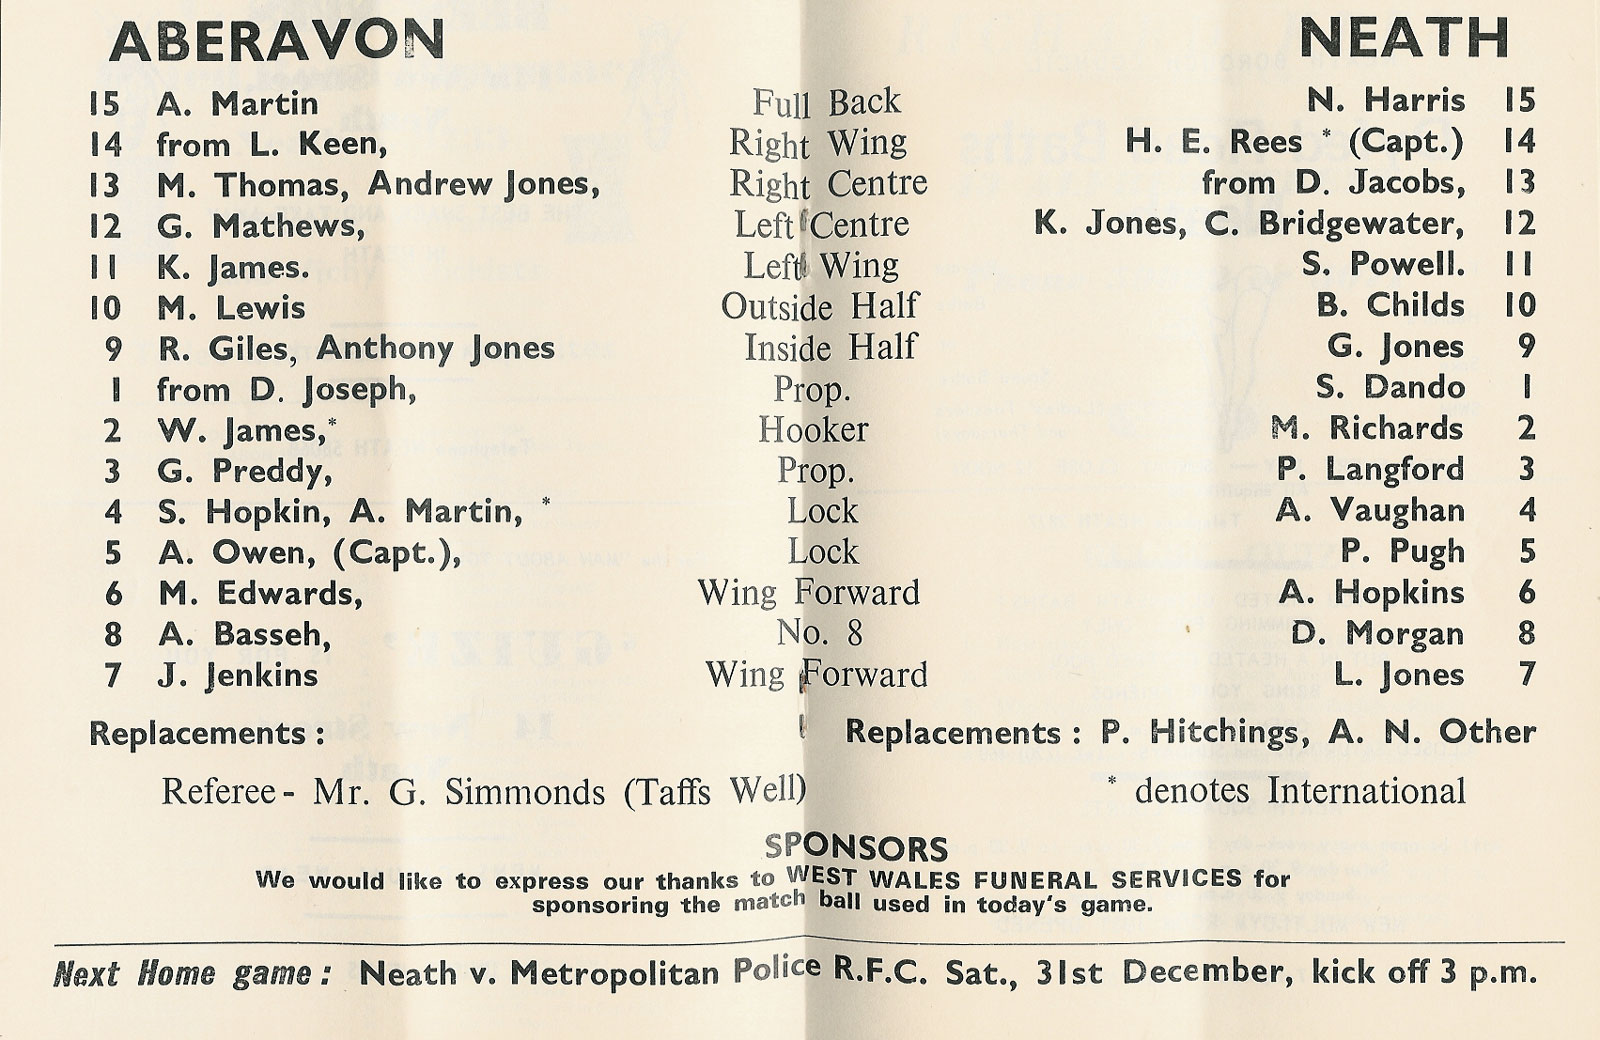 ABERAVON NEATH
15 A. Martin Full Back N. Harris 15
14 from L. Keen, Right Wing H. E. Rees * (Capt.) 14
13 M. Thomas, Andrew Jones, Right Centre from D. Jacobs, 13
12 G. Mathews, Left Centre K. Jones, C. Bridgewater, 12
11 K. James. Left Wing S. Powell. 11
10 M. Lewis Outside Half B. Childs 10
9 R. Giles, Anthony Jones Inside Half G. Jones 9
1 from D. Joseph, Prop. S. Dando 1
2 W. James,* Hooker M. Richards 2
3 G. Preddy, Prop. P. Langford 3
4 S. Hopkin, A. Martin, * Lock A. Vaughan 4
5 A. Owen, (Capt.), Lock P. Pugh 5
6 M. Edwards, Wing Forward A. Hopkins 6
8 A. Basseh, No. 8 D. Morgan 8
7 J. Jenkins Wing Forward L. Jones 7
Replacements : Replacements : P. Hitchings, A. N. Other
Referee - Mr. G. Simmonds (Taffs Well) * denotes International
SPONSORS
We would like to express our thanks to WEST WALES FUNERAL SERVICES for
sponsoring the match ball used in today's game.
Next Home game : Neath v. Metropolitan Police R.F.C. Sat., 31st December, kick off 3 p.m.